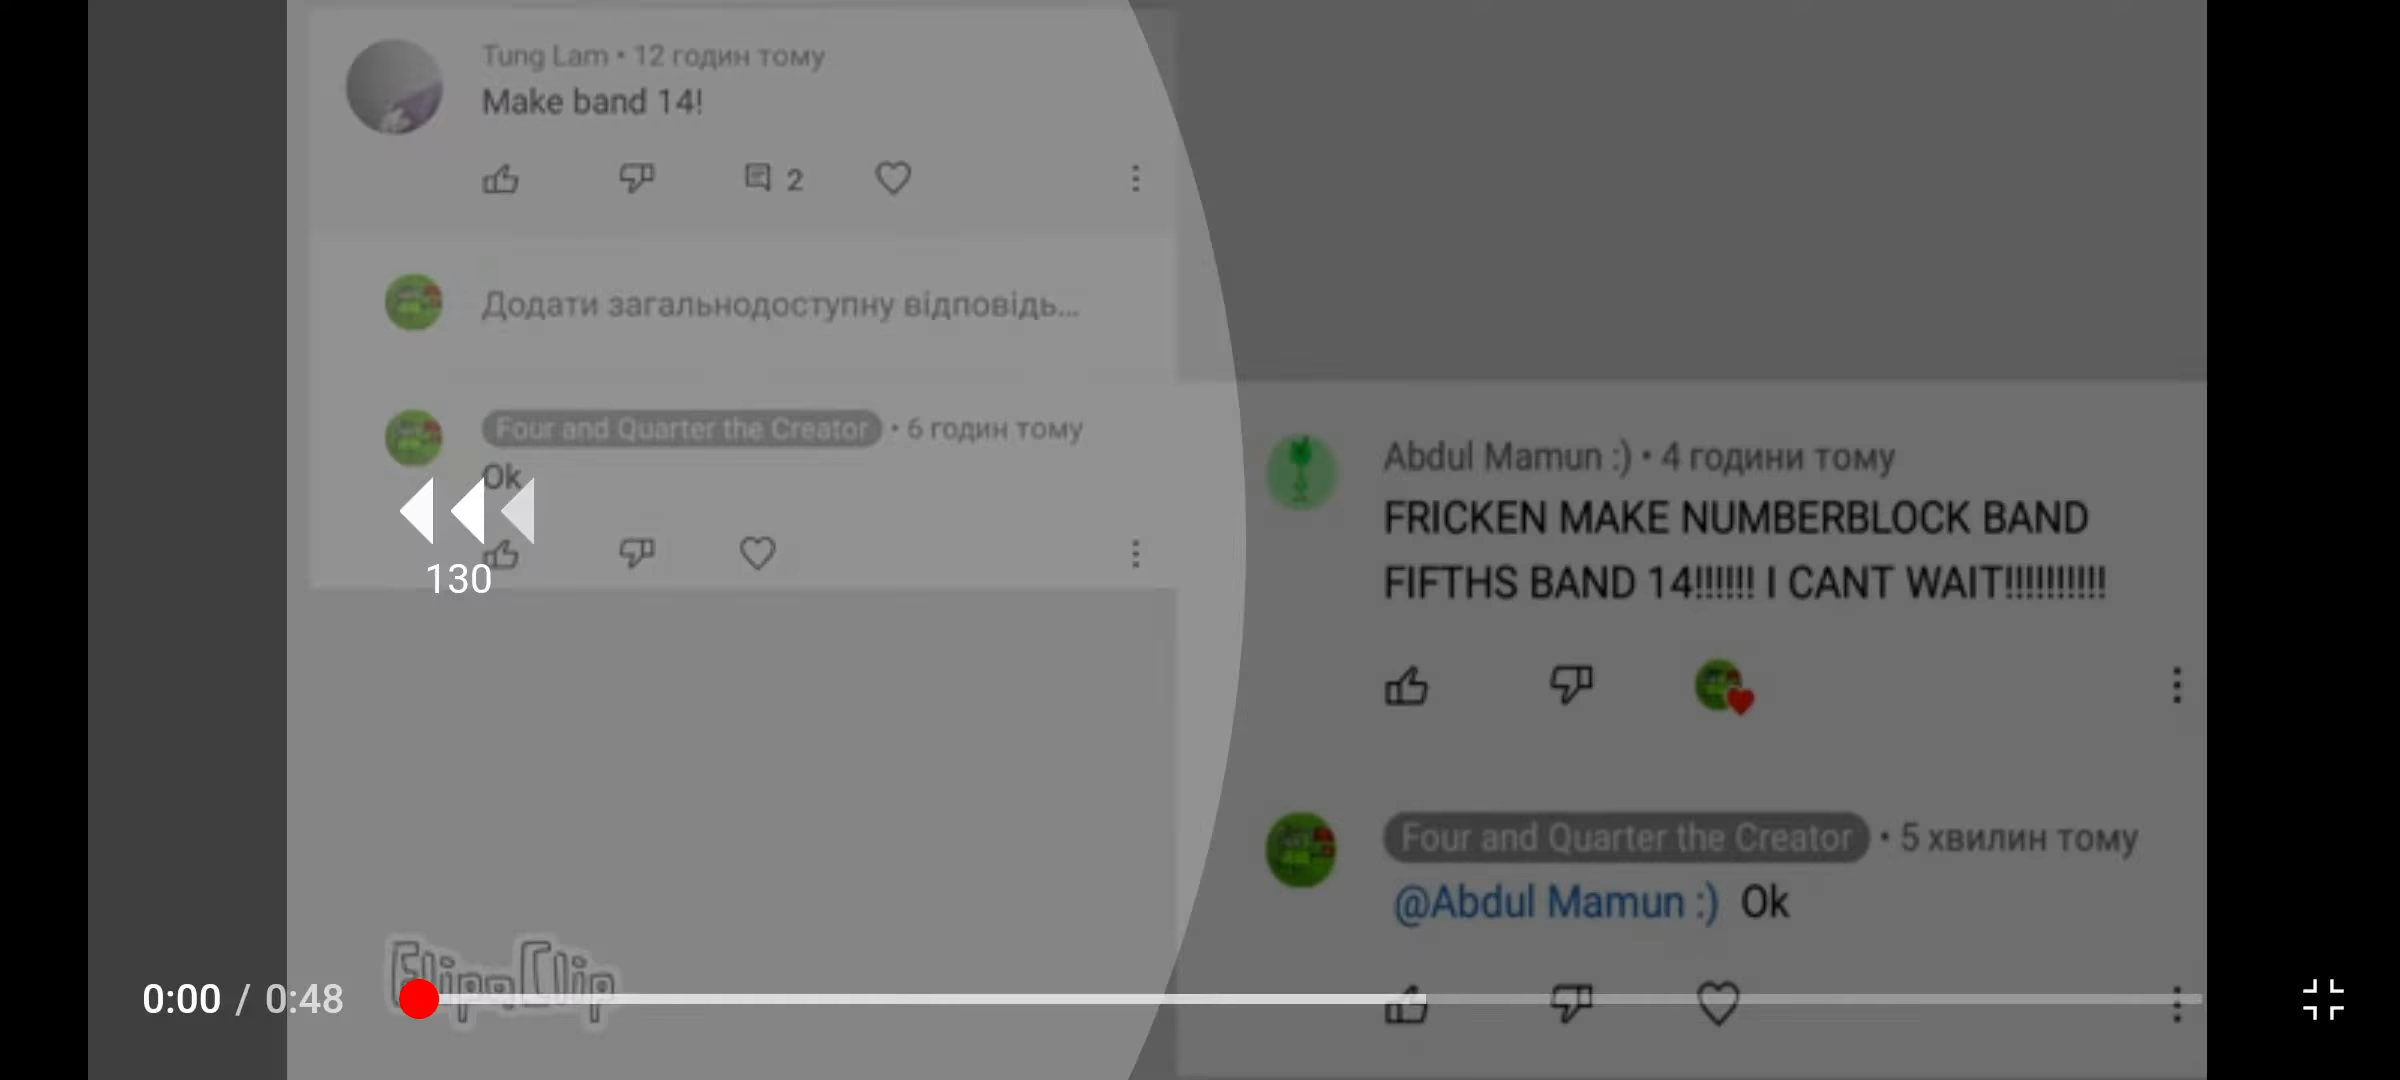 Tung Lam • 12 годин тому
Make band 14!
2
Додати загальнодоступну відповідь...
Four and Quarter the Creator • 6 годин тому
Ok
130
Abdul Mamun :) • 4 години тому
FRICKEN MAKE NUMBERBLOCK BAND
FIFTHS BAND 14!!!!!! I CANT WAIT!!!!!!!!!!
Four and Quarter the Creator • 5 хвилин тому
@Abdul Mamun :) Ok
FlipaClip
0:00 / 0:48